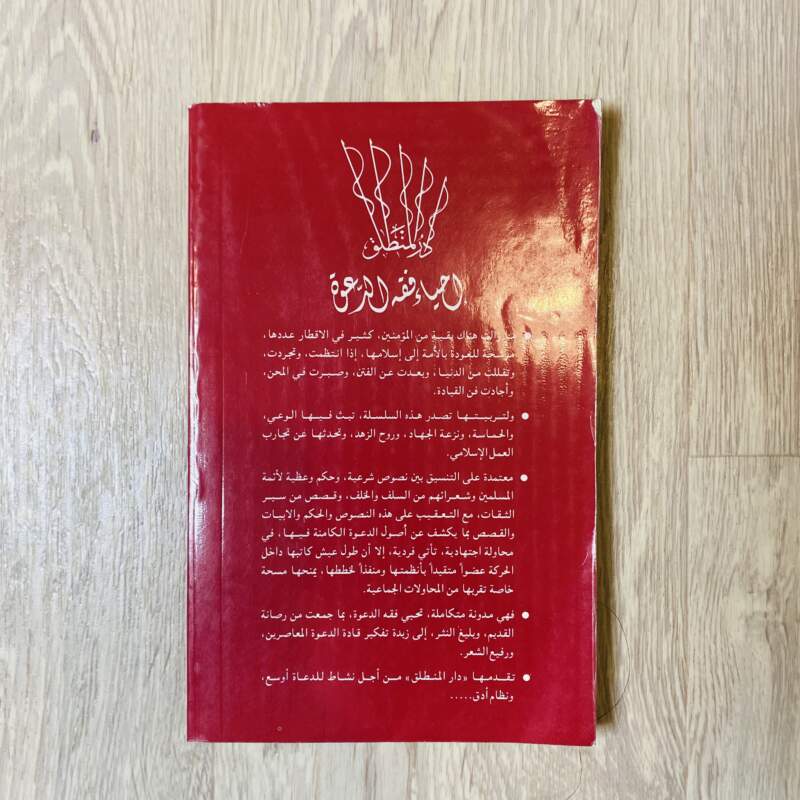 دار المنطلق
احياء فقه الدعوة
• ما زالت هناك بقية من المؤمنين، كثير في الاقطار عددها،
مرشحة للعودة بالأمة إلى إسلامها، إذا انتظمت، وتجردت،
وتقللت من الدنيا، وبعدت عن الفتن، وصبرت في المحن،
وأجادت فن القيادة.
• ولتربيتها تصدر هذه السلسلة، تبث فيها الوعي،
والحماسة، ونزعة الجهاد، وروح الزهد، وتحدثها عن تجارب
العمل الإسلامي.
• معتمدة على التنسيق بين نصوص شرعية، وحكم وعظية لأئمة
المسلمين وشعرائهم من السلف والخلف، وقصص من سير
الثقات، مع التعقيب على هذه النصوص والحكم والابيات
والقصص بما يكشف عن أصول الدعوة الكامنة فيها، في
محاولة اجتهادية، تأتي فردية، إلا أن طول عيش كاتبها داخل
الحركة عضواً متقيداً بأنظمتها ومنفذاً لخططها، يمنحها مسحة
خاصة تقربها من المحاولات الجماعية.
• فهي مدونة متكاملة، تحيي فقه الدعوة، بما جمعت من رصانة
القديم، وبليغ النثر، إلى زبدة تفكير قادة الدعوة المعاصرين،
ورفيع الشعر.
• تقدمها «دار المنطلق» من أجل نشاط للدعاة أوسع،
ونظام أدق.....